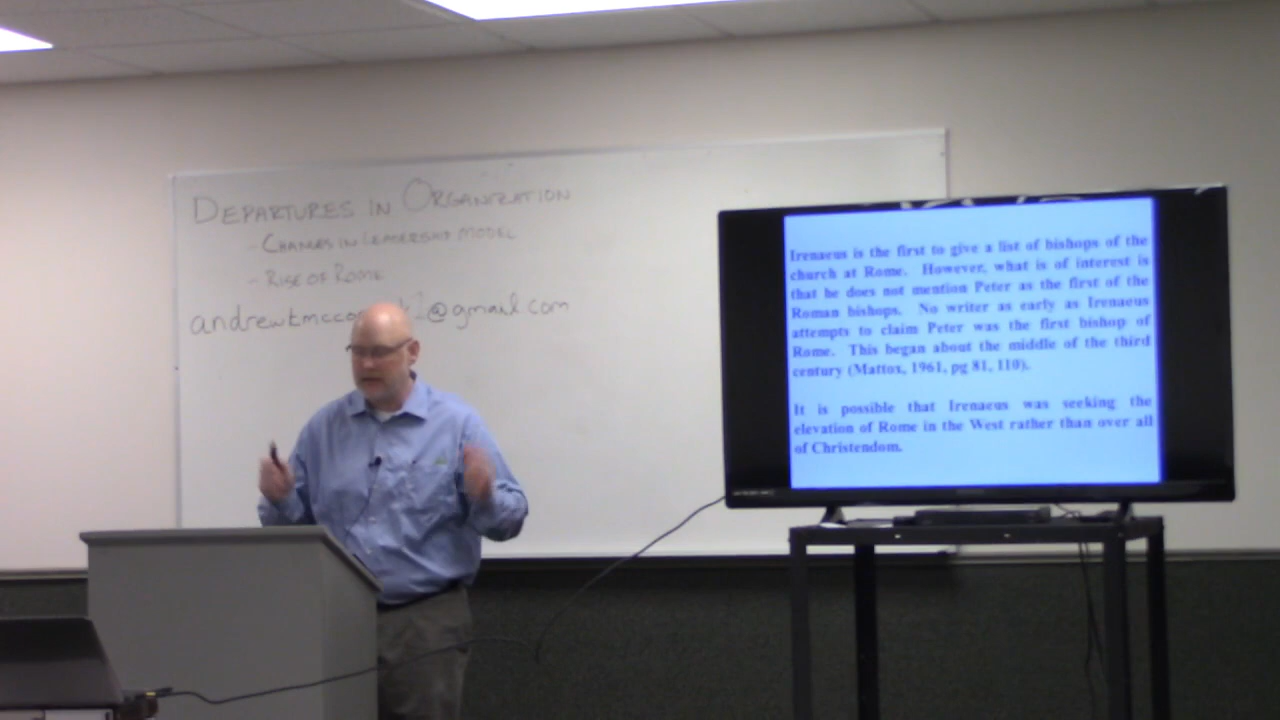 DEPARTURES IN ORGANIZATION
- CHANGES IN LEADERSHIP MODEL
- RISE OF ROME
@gmail.com
Irenaeus is the first to give a list of bishops of the
church at Rome. However, what is of interest is
that he does not mention Peter as the first of the
Roman bishops. No writer as early as Irenaeus
attempts to claim Peter was the first bishop of
Rome. This began about the middle of the third
century (Mattox, 1961, pg 81, 110).
It is possible that Irenaeus was seeking the
elevation of Rome in the West rather than over all
of Christendom.